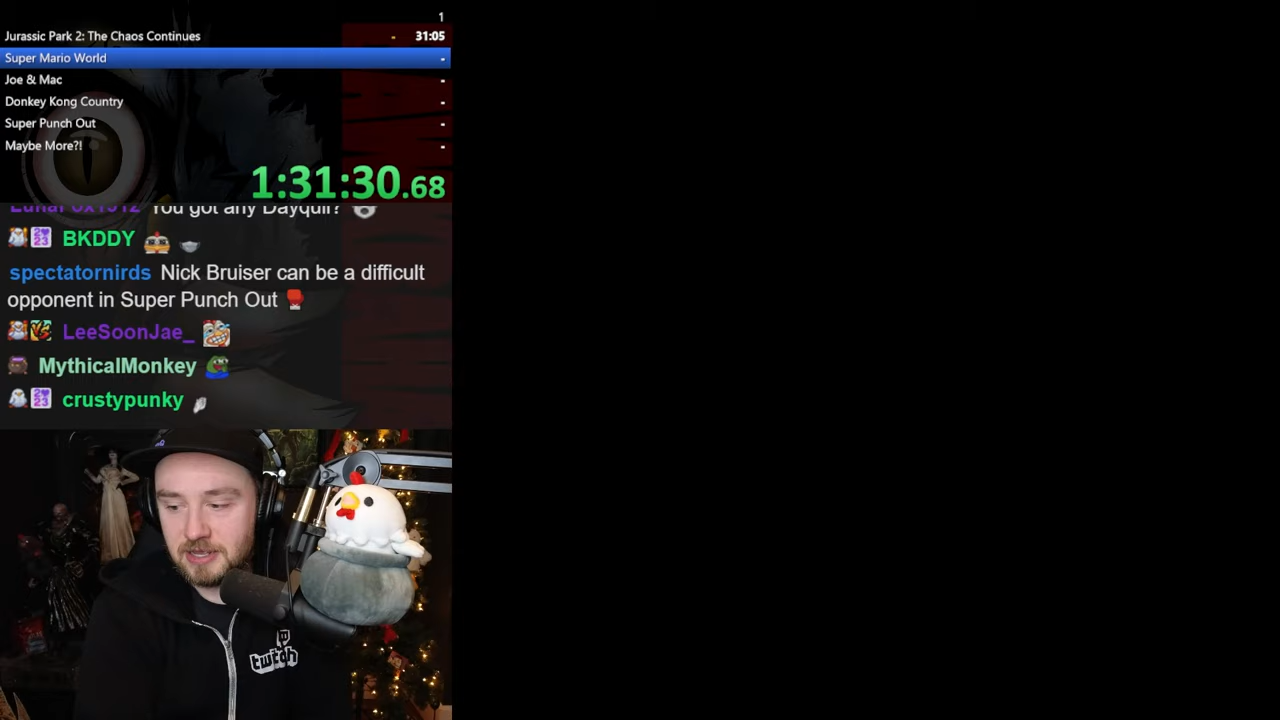 1
Jurassic Park 2: The Chaos Continues - 31:05
Super Mario World -
Joe & Mac -
Donkey Kong Country -
Super Punch Out -
Maybe More?! -
1:31:30.68
You got any Dayquil?
BKDDY
spectatornirds Nick Bruiser can be a difficult
opponent in Super Punch Out
LeeSoonJae_
MythicalMonkey
crustypunky
twitch